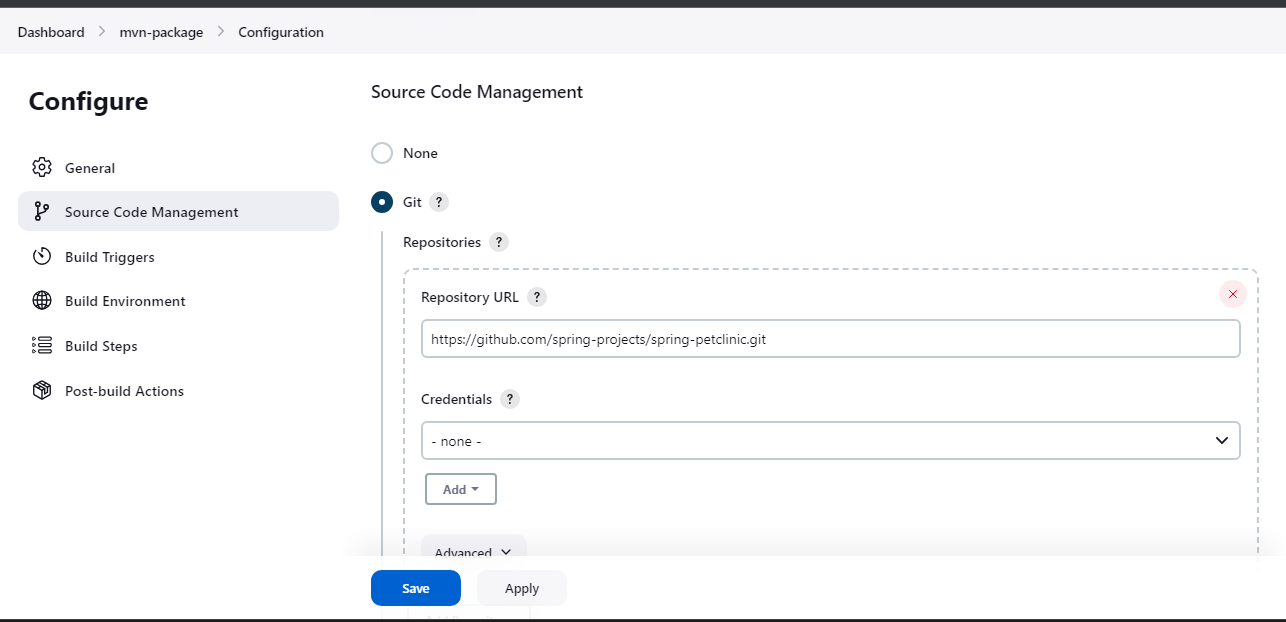 Dashboard > mvn-package > Configuration
Configure
General
Source Code Management
Build Triggers
Build Environment
Build Steps
Post-build Actions
Source Code Management
None
Git ?
Repositories ?
Repository URL ?
https://github.com/spring-projects/spring-petclinic.git
Credentials ?
- none -
Add
Advanced
Save
Apply